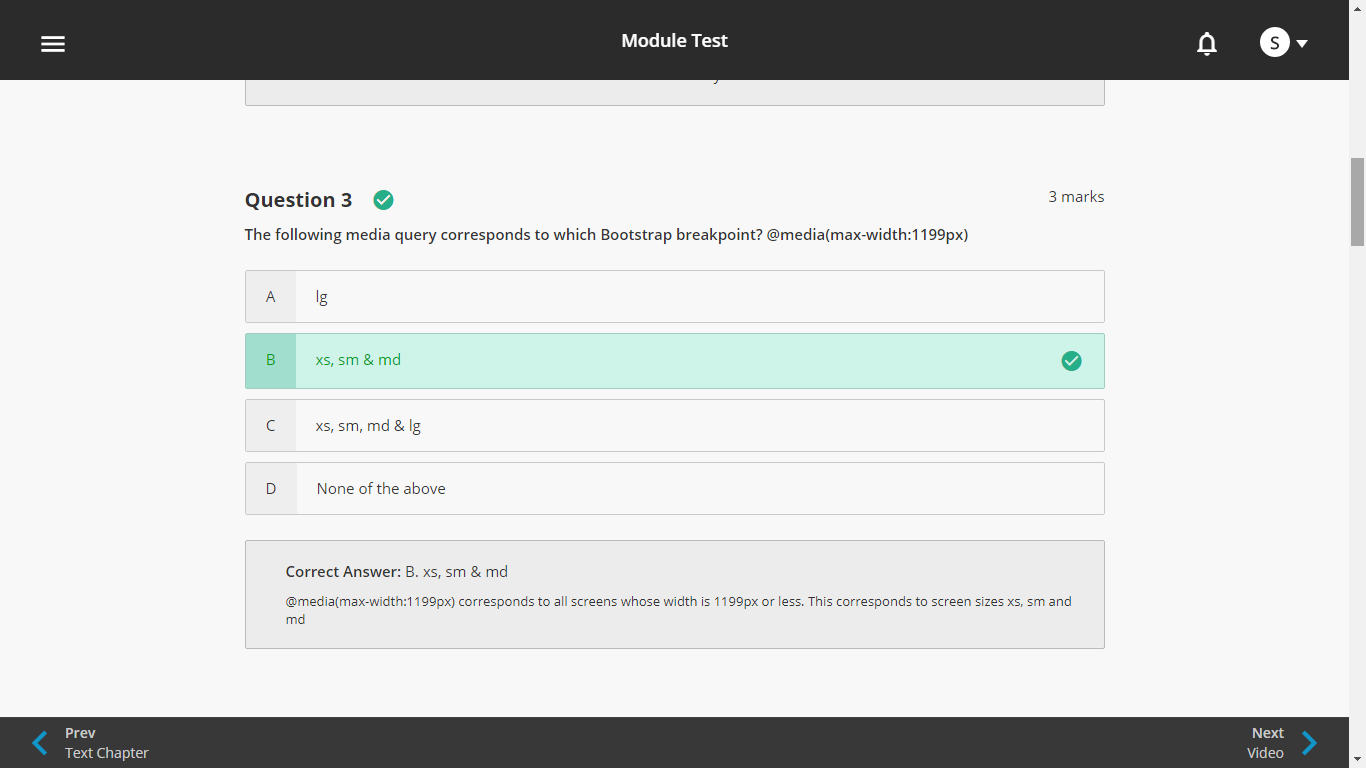 Module Test
S
Question 3
3 marks
The following media query corresponds to which Bootstrap breakpoint? @media(max-width:1199px)
A lg
B xs, sm & md
C xs, sm, md & lg
D None of the above
Correct Answer: B. xs, sm & md
@media(max-width:1199px) corresponds to all screens whose width is 1199px or less. This corresponds to screen sizes xs, sm and
md
Prev
Text Chapter
Next
Video